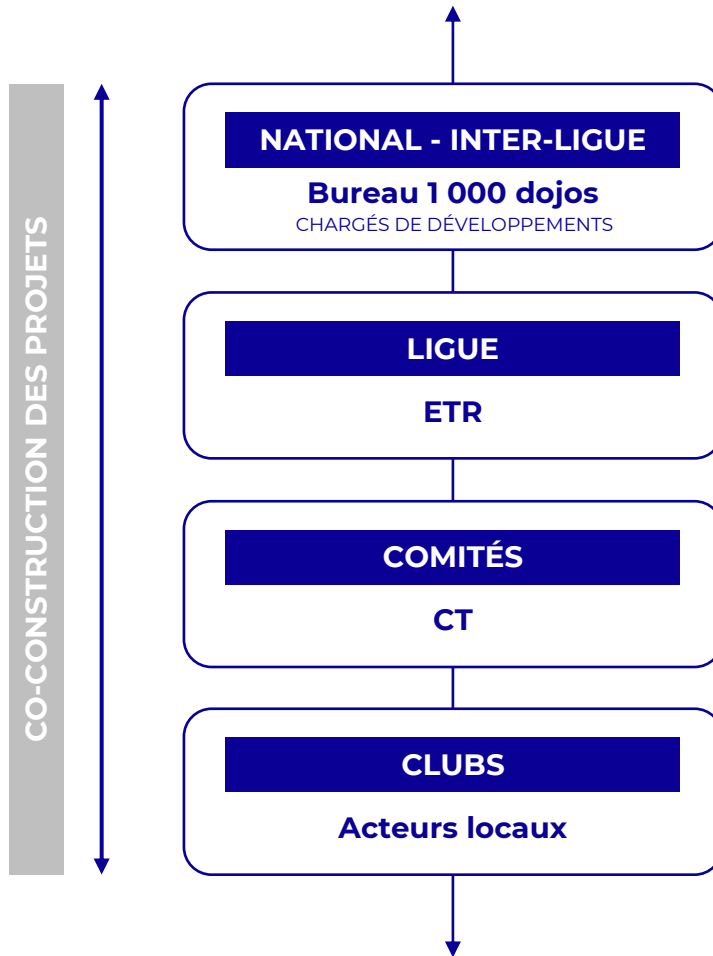 CO-CONSTRUCTION DES PROJETS
NATIONAL - INTER-LIGUE
Bureau 1 000 dojos
CHARGÉS DE DÉVELOPPEMENTS
LIGUE
ETR
COMITÉS
CT
CLUBS
Acteurs locaux